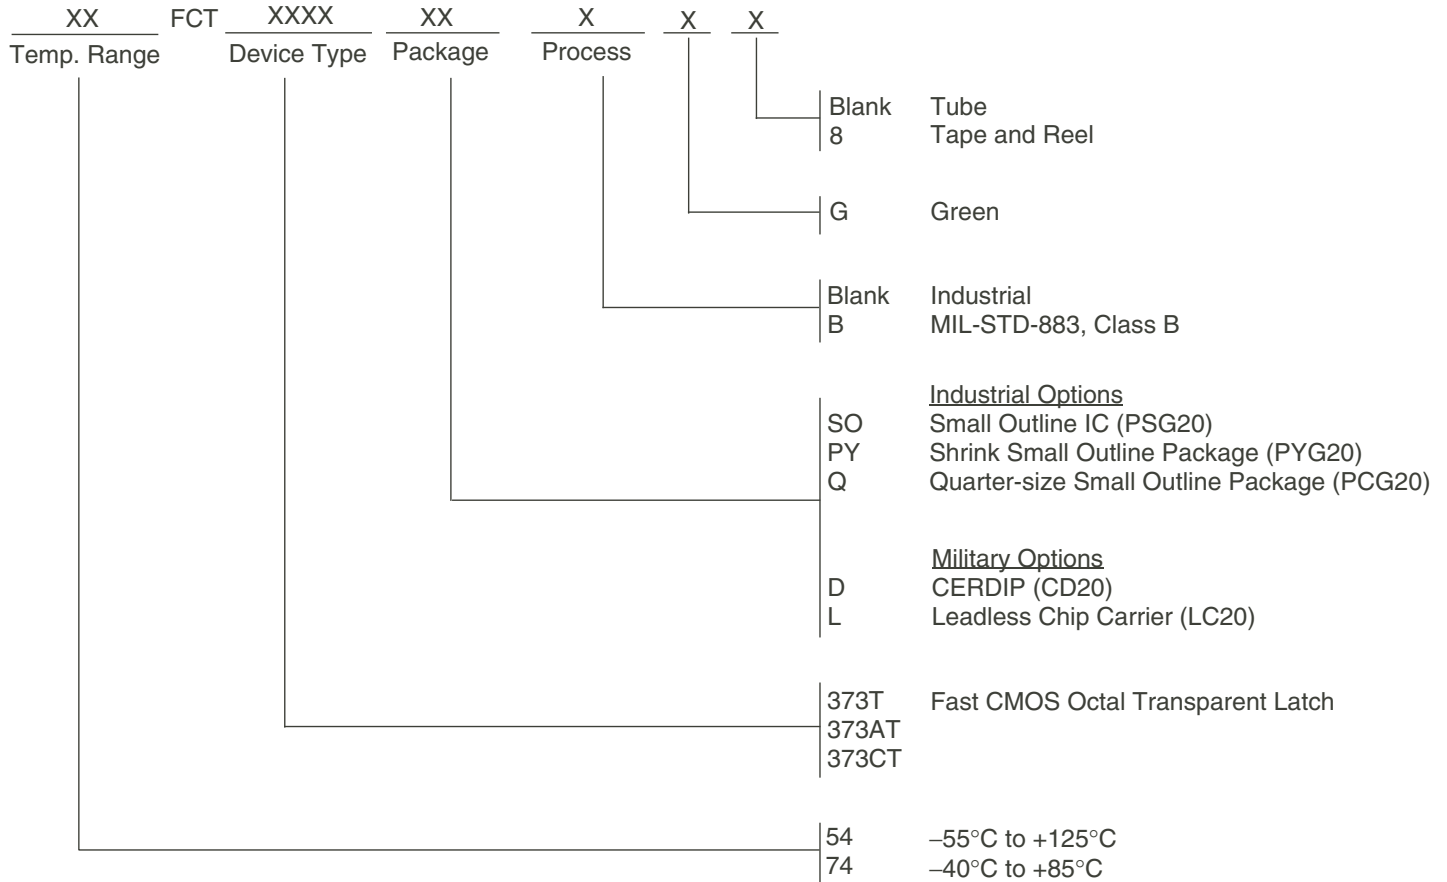 XX FCT XXXX XX X X X
Temp. Range Device Type Package Process
Blank Tube
8 Tape and Reel
G Green
Blank Industrial
B MIL-STD-883, Class B
Industrial Options
SO Small Outline IC (PSG20)
PY Shrink Small Outline Package (PYG20)
Q Quarter-size Small Outline Package (PCG20)
Military Options
D CERDIP (CD20)
L Leadless Chip Carrier (LC20)
373T Fast CMOS Octal Transparent Latch
373AT
373CT
54 –55°C to +125°C
74 –40°C to +85°C